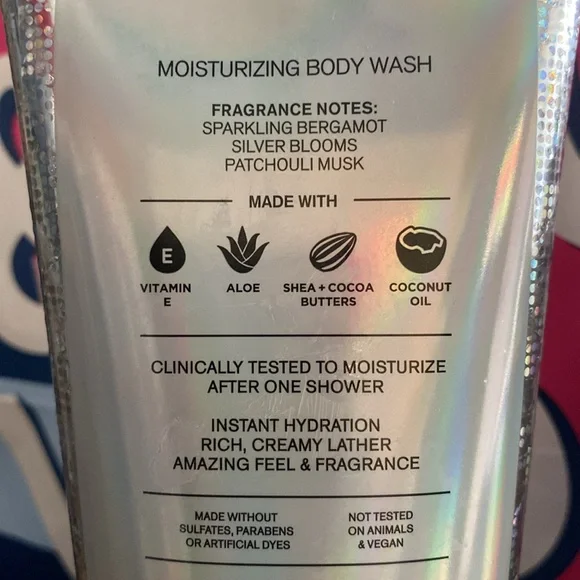 MOISTURIZING BODY WASH
FRAGRANCE NOTES:
SPARKLING BERGAMOT
SILVER BLOOMS
PATCHOULI MUSK
MADE WITH
E
VITAMIN
E
ALOE
SHEA + COCOA
BUTTERS
COCONUT
OIL
CLINICALLY TESTED TO MOISTURIZE
AFTER ONE SHOWER
INSTANT HYDRATION
RICH, CREAMY LATHER
AMAZING FEEL & FRAGRANCE
MADE WITHOUT
SULFATES, PARABENS
OR ARTIFICIAL DYES
NOT TESTED
ON ANIMALS
& VEGAN